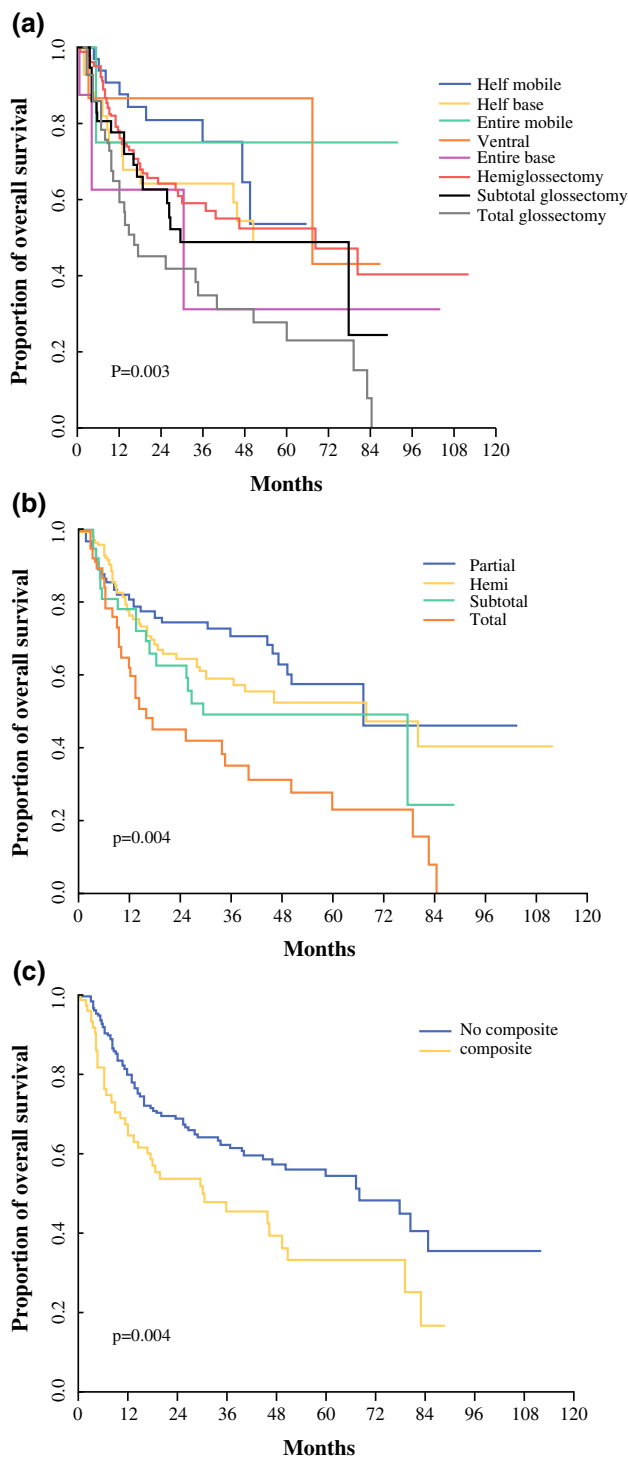 (a)
Proportion of overall survival
1.0
0.8
0.6
0.4
0.2
0.0
Helf mobile
Helf base
Entire mobile
Ventral
Entire base
Hemiglossectomy
Subtotal glossectomy
Total glossectomy
P=0.003
0 12 24 36 48 60 72 84 96 108 120
Months
(b)
Proportion of overall survival
1.0
0.8
0.6
0.4
0.2
0.0
Partial
Hemi
Subtotal
Total
p=0.004
0 12 24 36 48 60 72 84 96 108 120
Months
(c)
Proportion of overall survival
1.0
0.8
0.6
0.4
0.2
0.0
No composite
composite
p=0.004
0 12 24 36 48 60 72 84 96 108 120
Months